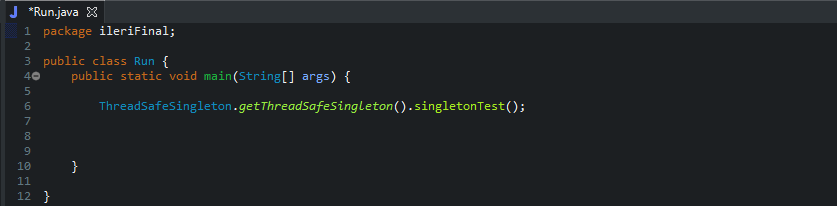 *Run.java
1 package ileriFinal;
2
3 public class Run {
4 public static void main(String[] args) {
5
6 ThreadSafeSingleton.getThreadSafeSingleton().singletonTest();
7
8
9
10 }
11
12 }